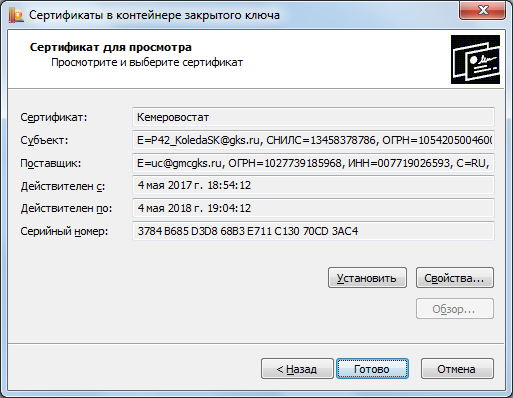 Сертификаты в контейнере закрытого ключа
Сертификат для просмотра
Просмотрите и выберите сертификат
Сертификат: Кемеровостат
Субъект: E=P42_KoledaSK@gks.ru, СНИЛС=13458378786, ОГРН=1054205004600
Поставщик: E=uc@gmcgks.ru, ОГРН=1027739185968, ИНН=007719026593, C=RU,
Действителен с: 4 мая 2017 г. 18:54:12
Действителен по: 4 мая 2018 г. 19:04:12
Серийный номер: 3784 B685 D3D8 68B3 E711 C130 70CD 3AC4
Установить Свойства...
Обзор...
< Назад Готово Отмена